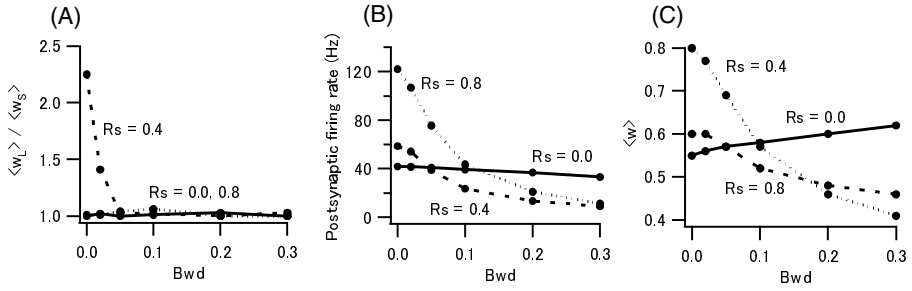 (A)
2.5
2.0
1.5
1.0
⟨w_L⟩ / ⟨w_S⟩
Rs = 0.4
Rs = 0.0, 0.8
0.0 0.1 0.2 0.3
Bwd
(B)
120
80
40
0
Postsynaptic firing rate (Hz)
Rs = 0.8
Rs = 0.0
Rs = 0.4
0.0 0.1 0.2 0.3
Bwd
(C)
0.8
0.7
0.6
0.5
0.4
⟨w⟩
Rs = 0.4
Rs = 0.0
Rs = 0.8
0.0 0.1 0.2 0.3
Bwd